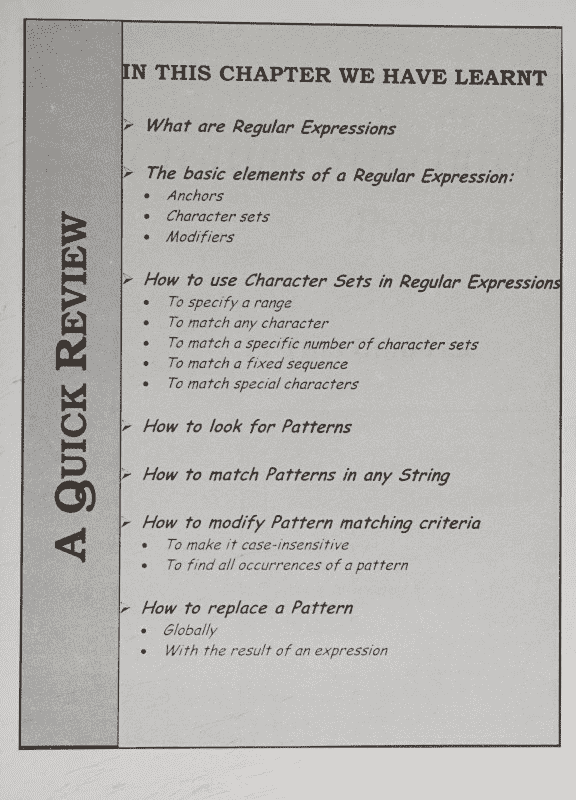 A QUICK REVIEW
IN THIS CHAPTER WE HAVE LEARNT
➢ What are Regular Expressions
➢ The basic elements of a Regular Expression:
• Anchors
• Character sets
• Modifiers
➢ How to use Character Sets in Regular Expressions
• To specify a range
• To match any character
• To match a specific number of character sets
• To match a fixed sequence
• To match special characters
➢ How to look for Patterns
➢ How to match Patterns in any String
➢ How to modify Pattern matching criteria
• To make it case-insensitive
• To find all occurrences of a pattern
➢ How to replace a Pattern
• Globally
• With the result of an expression